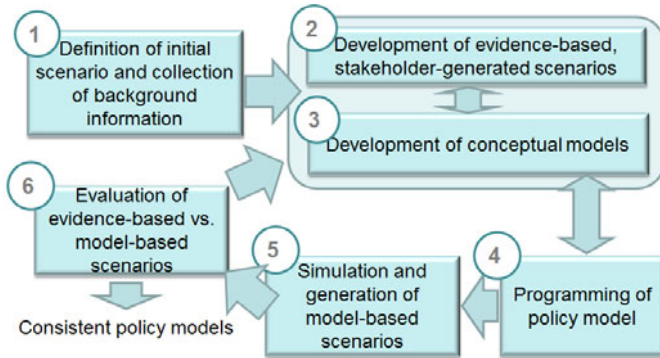 1
Definition of initial
scenario and collection
of background
information
2
Development of evidence-based,
stakeholder-generated scenarios
3
Development of conceptual models
4
Programming of
policy model
5
Simulation and
generation of
model-based
scenarios
6
Evaluation of
evidence-based vs.
model-based
scenarios
Consistent policy models